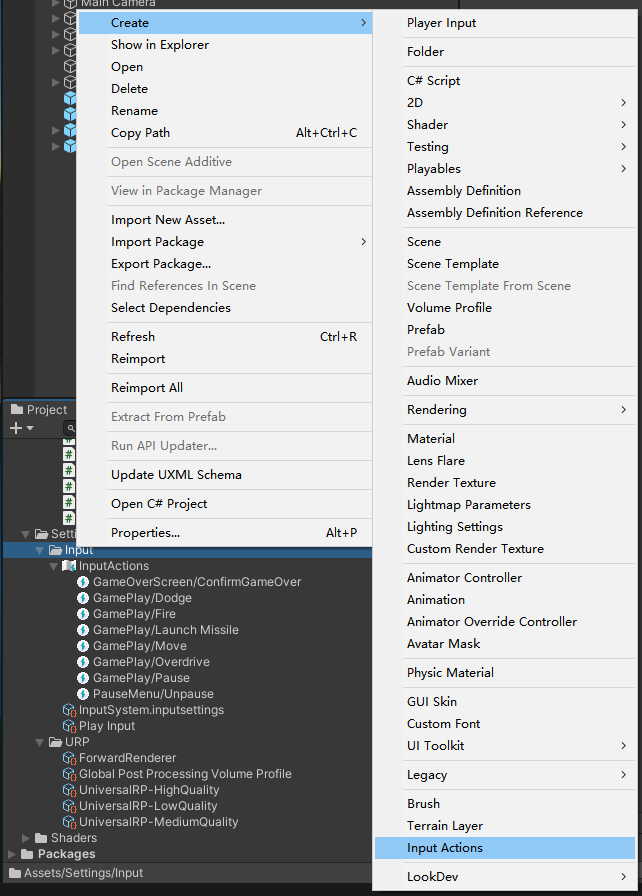 Main Camera
Create
Show in Explorer
Open
Delete
Rename
Copy Path Alt+Ctrl+C
Open Scene Additive
View in Package Manager
Import New Asset...
Import Package
Export Package...
Find References In Scene
Select Dependencies
Refresh Ctrl+R
Reimport
Reimport All
Extract From Prefab
Run API Updater...
Update UXML Schema
Open C# Project
Properties... Alt+P
Player Input
Folder
C# Script
2D
Shader
Testing
Playables
Assembly Definition
Assembly Definition Reference
Scene
Scene Template
Scene Template From Scene
Volume Profile
Prefab
Prefab Variant
Audio Mixer
Rendering
Material
Lens Flare
Render Texture
Lightmap Parameters
Lighting Settings
Custom Render Texture
Animator Controller
Animation
Animator Override Controller
Avatar Mask
Physic Material
GUI Skin
Custom Font
UI Toolkit
Legacy
Brush
Terrain Layer
Input Actions
LookDev
Project
Input
InputActions
GameOverScreen/ConfirmGameOver
GamePlay/Dodge
GamePlay/Fire
GamePlay/Launch Missile
GamePlay/Move
GamePlay/Overdrive
GamePlay/Pause
PauseMenu/Unpause
InputSystem.inputsettings
Play Input
URP
ForwardRenderer
Global Post Processing Volume Profile
UniversalRP-HighQuality
UniversalRP-LowQuality
UniversalRP-MediumQuality
Shaders
Packages
Assets/Settings/Input